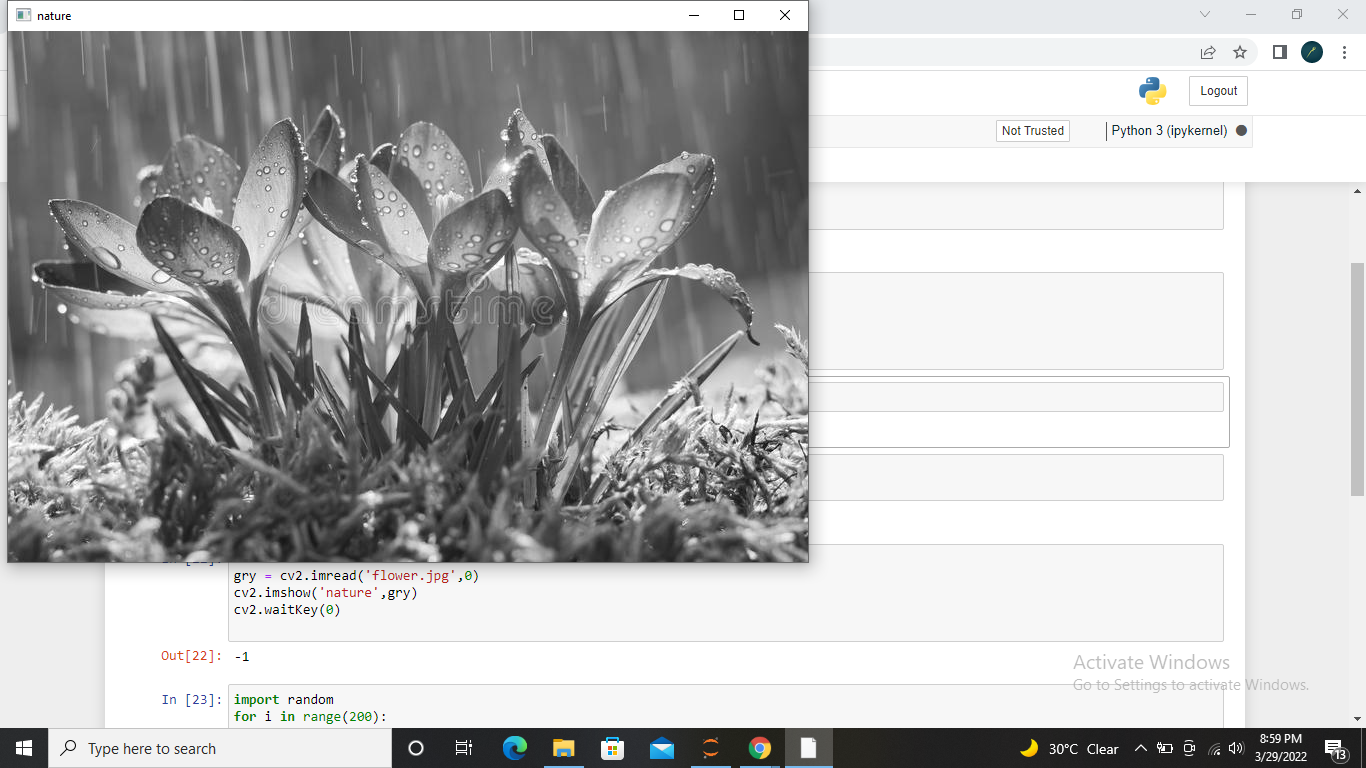 nature
Logout
Not Trusted
Python 3 (ipykernel)
dreamstime
gry = cv2.imread('flower.jpg',0)
cv2.imshow('nature',gry)
cv2.waitKey(0)
Out[22]: -1
Activate Windows
Go to Settings to activate Windows.
In [23]: import random
for i in range(200):
Type here to search
30°C Clear
8:59 PM
3/29/2022
13